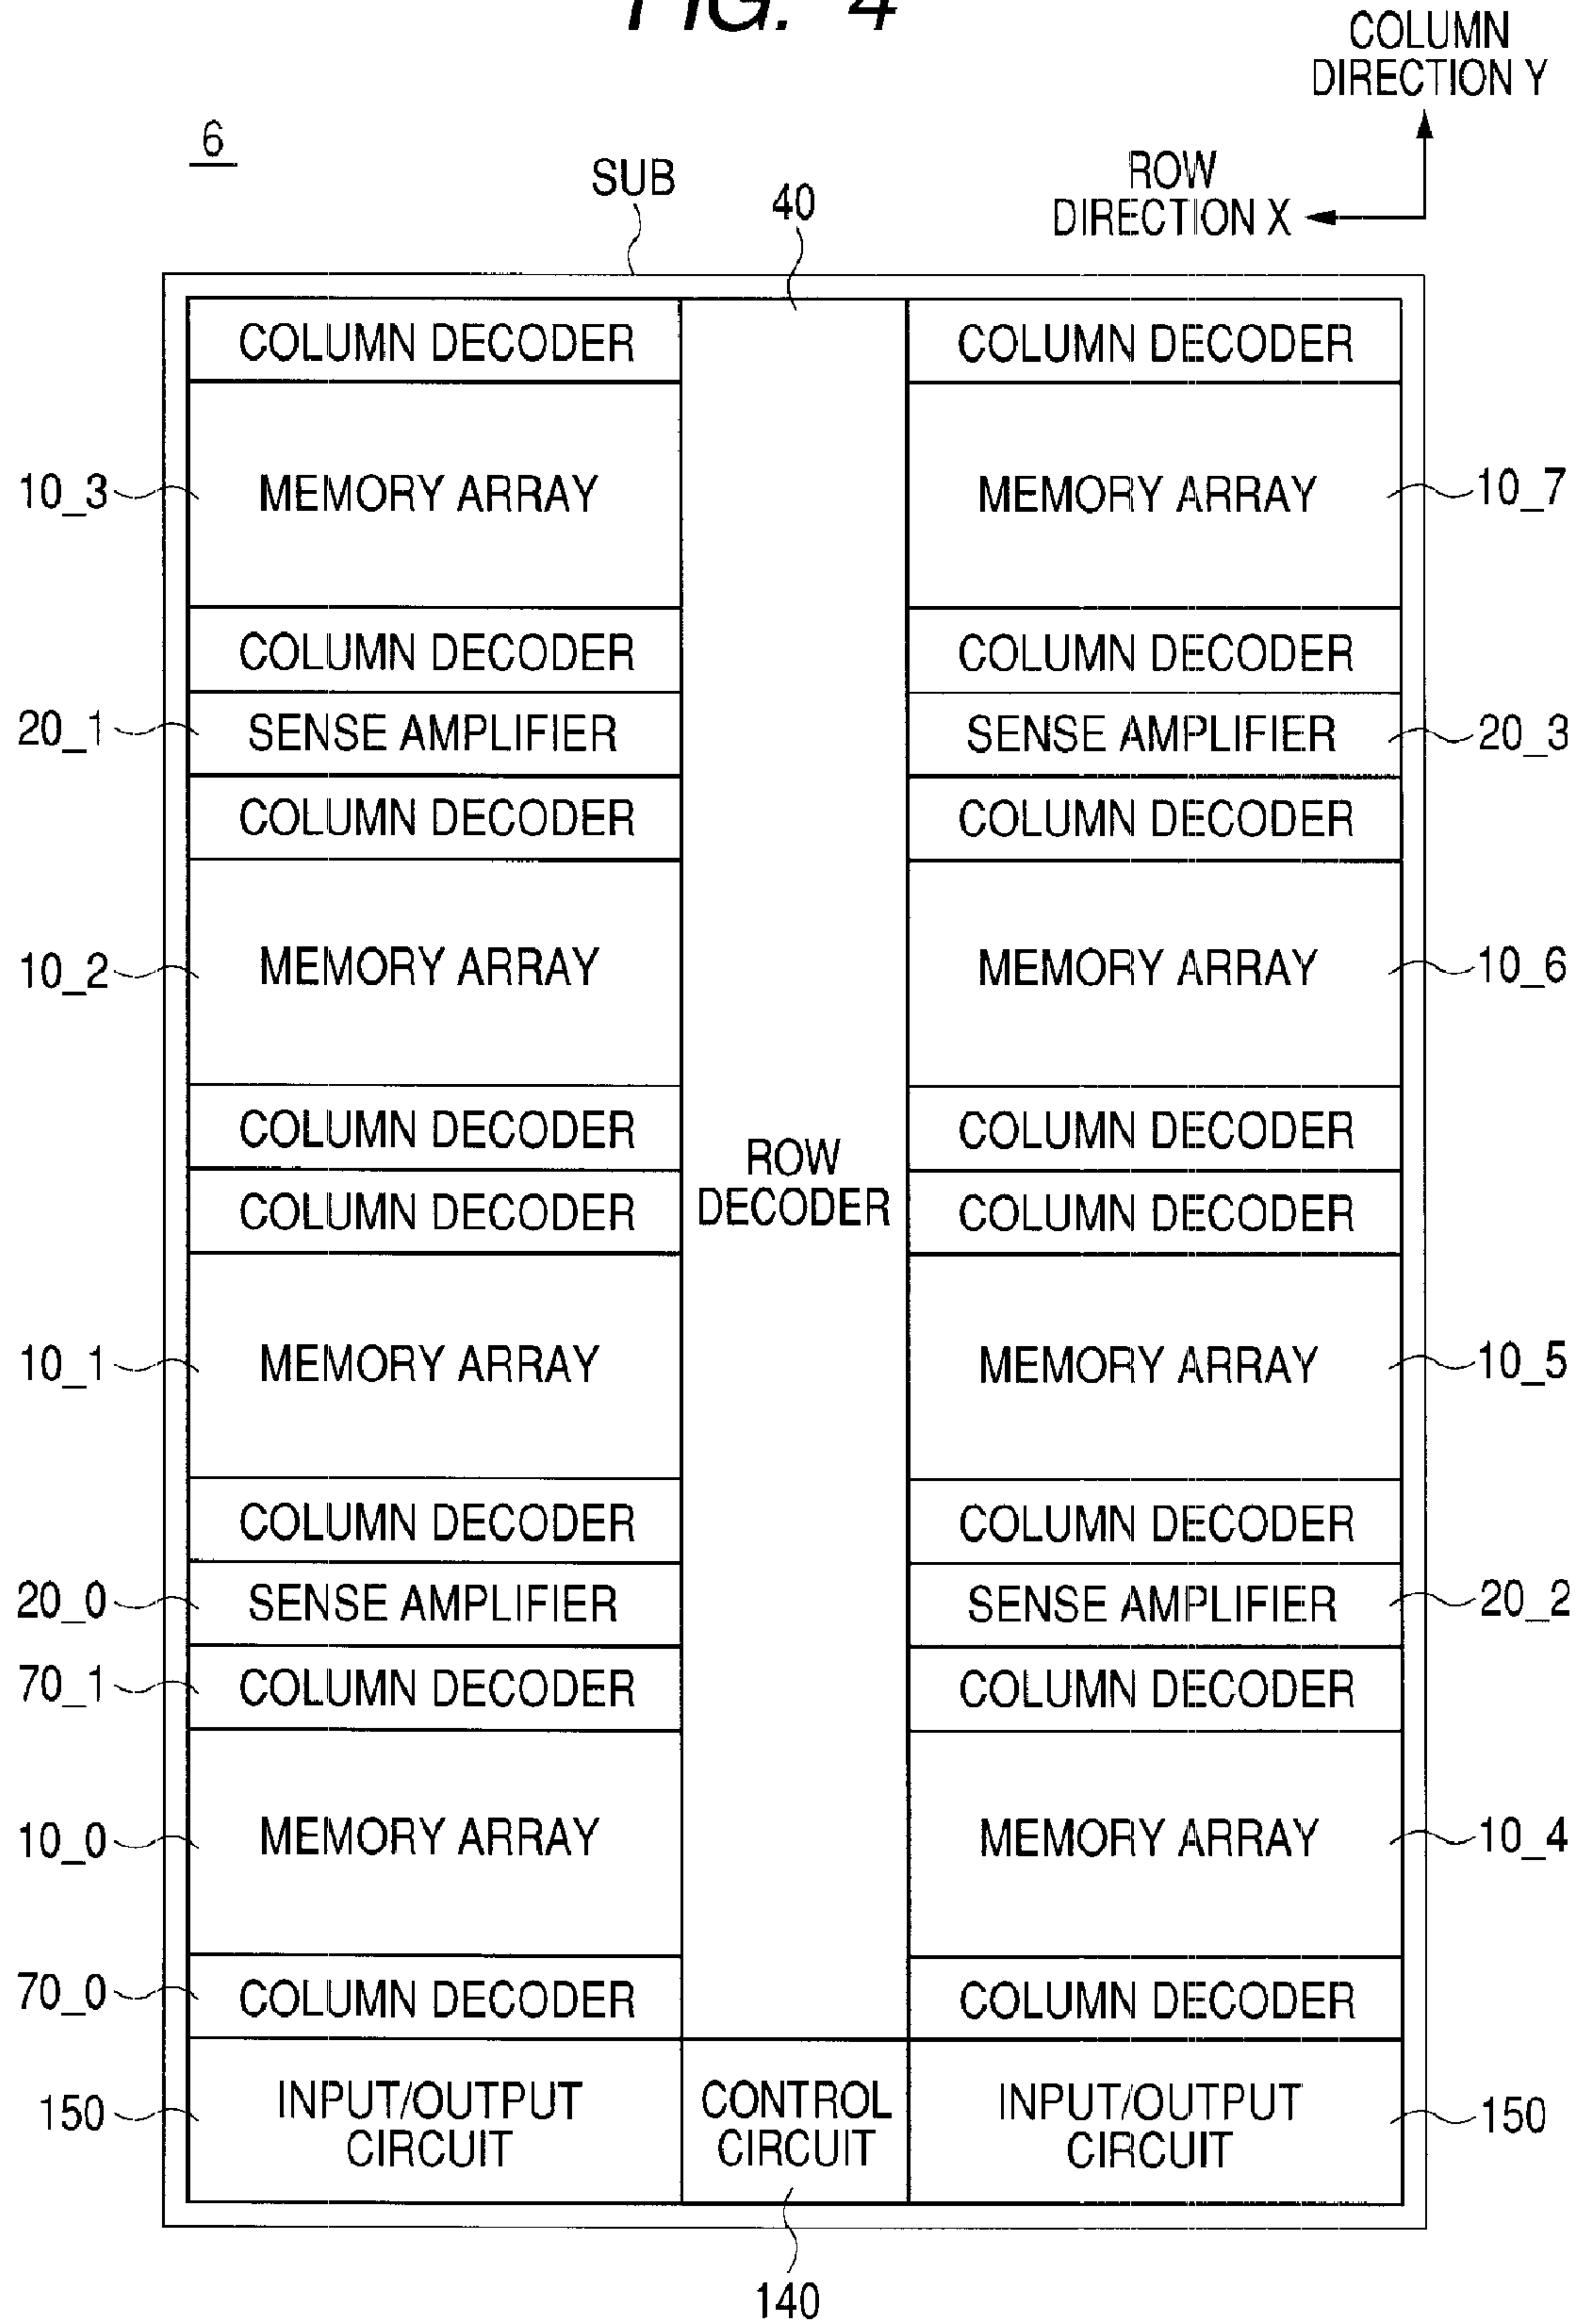 FIG. 4
COLUMN
DIRECTION Y
6
SUB
40
ROW
DIRECTION X
COLUMN DECODER
COLUMN DECODER
10_3
MEMORY ARRAY
MEMORY ARRAY
10_7
COLUMN DECODER
COLUMN DECODER
20_1
SENSE AMPLIFIER
SENSE AMPLIFIER
20_3
COLUMN DECODER
COLUMN DECODER
10_2
MEMORY ARRAY
MEMORY ARRAY
10_6
COLUMN DECODER
COLUMN DECODER
ROW
DECODER
COLUMN DECODER
COLUMN DECODER
10_1
MEMORY ARRAY
MEMORY ARRAY
10_5
COLUMN DECODER
COLUMN DECODER
20_0
SENSE AMPLIFIER
SENSE AMPLIFIER
20_2
70_1
COLUMN DECODER
COLUMN DECODER
10_0
MEMORY ARRAY
MEMORY ARRAY
10_4
70_0
COLUMN DECODER
COLUMN DECODER
150
INPUT/OUTPUT
CIRCUIT
CONTROL
CIRCUIT
INPUT/OUTPUT
CIRCUIT
150
140